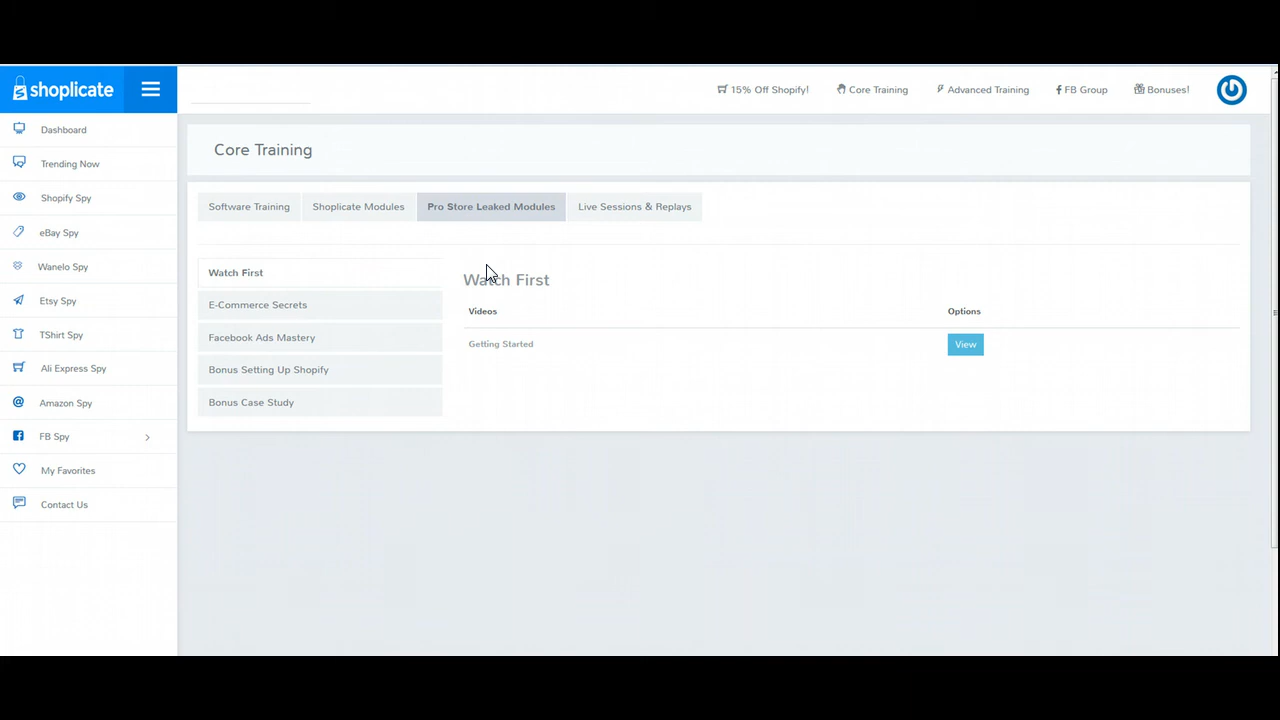 shoplicate
15% Off Shopify!
Core Training
Advanced Training
FB Group
Bonuses!
Dashboard
Trending Now
Shopify Spy
eBay Spy
Wanelo Spy
Etsy Spy
TShirt Spy
Ali Express Spy
Amazon Spy
FB Spy
My Favorites
Contact Us
Core Training
Software Training
Shoplicate Modules
Pro Store Leaked Modules
Live Sessions & Replays
Watch First
E-Commerce Secrets
Facebook Ads Mastery
Bonus Setting Up Shopify
Bonus Case Study
Watch First
Videos
Options
Getting Started
View